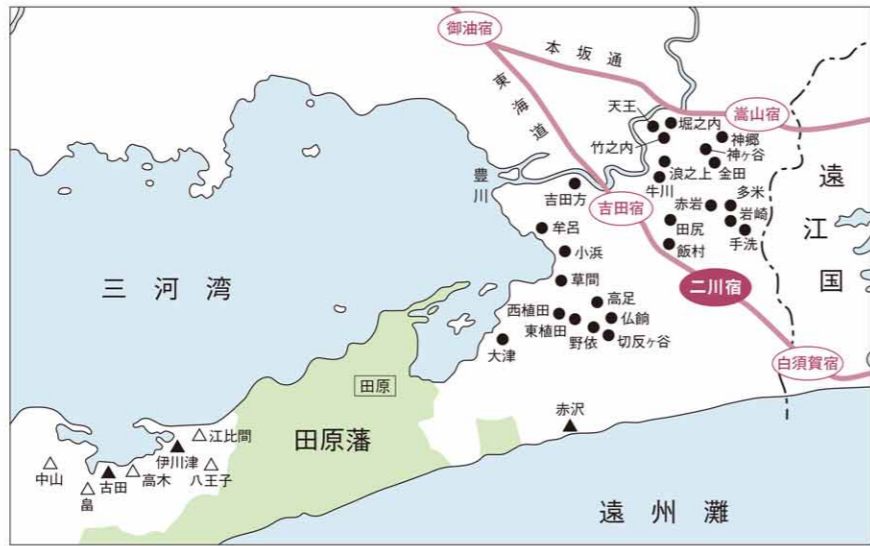 御油宿
本坂通
東海道
嵩山宿
天王
堀之内
神郷
竹之内
神ヶ谷
浪之上
金田
牛川
多米
赤岩
岩崎
手洗
豊川
吉田方
吉田宿
田尻
飯村
牟呂
小浜
草間
高足
西植田
仏餉
東植田
野依
切反ヶ谷
大津
二川宿
遠江国
白須賀宿
三河湾
田原
田原藩
赤沢
江比間
伊川津
八王子
中山
古田
高木
畠
遠州灘